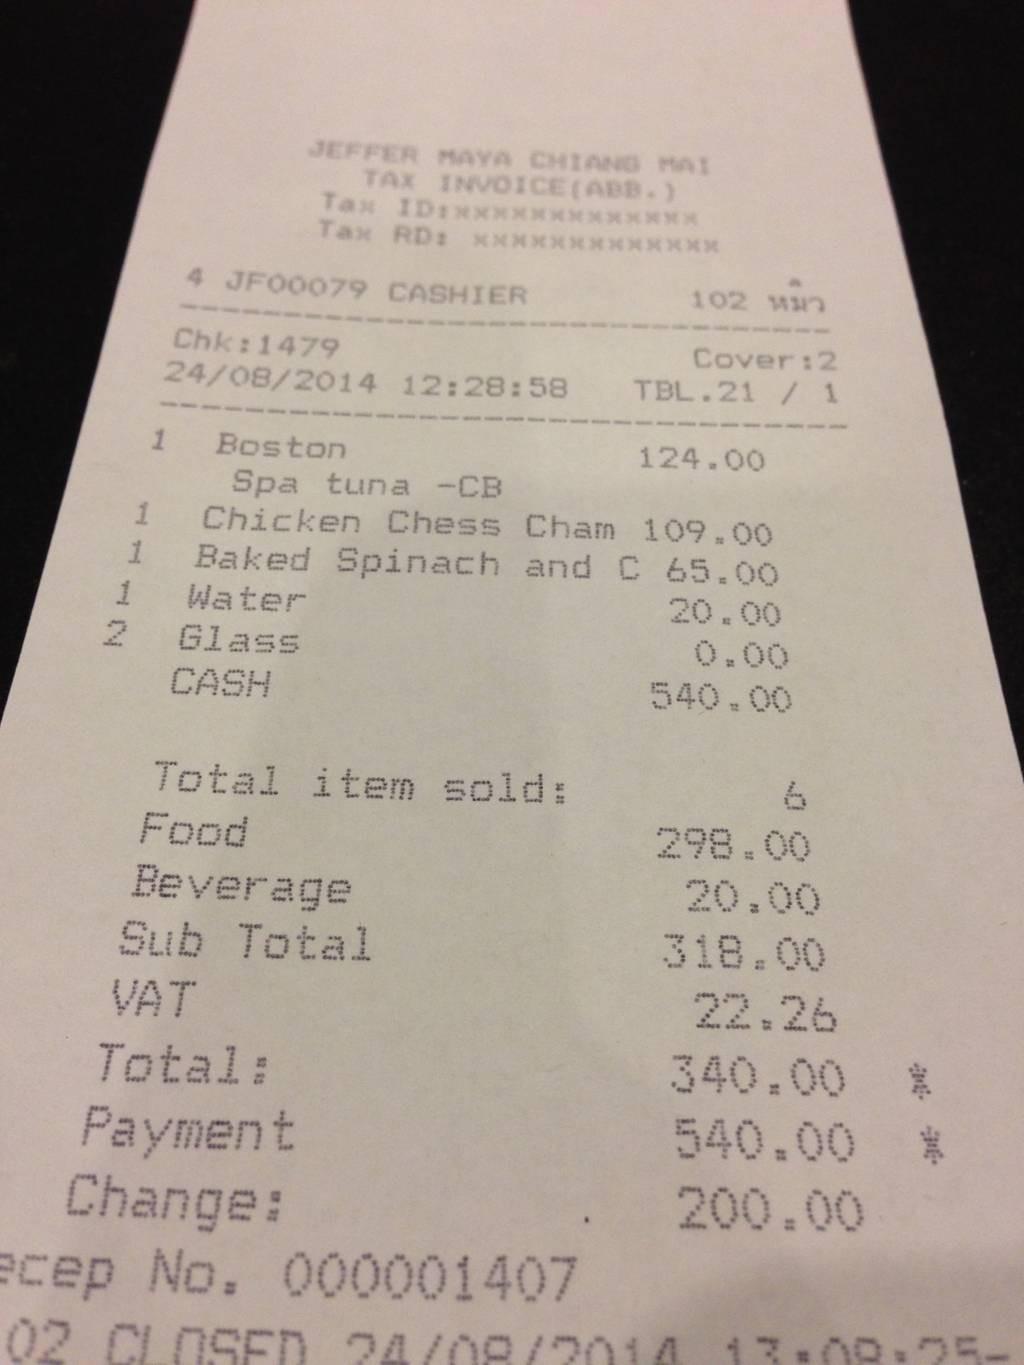 JEFFER MAYA CHIANG MAI
TAX INVOICE(ABB.)
Tax ID:xxxxxxxxxxxxx
Tax RD: xxxxxxxxxxxxx
4 JF00079 CASHIER 102 หมิว
Chk:1479 Cover:2
24/08/2014 12:28:58 TBL.21 / 1
1 Boston 124.00
Spa tuna -CB
1 Chicken Chess Cham 109.00
1 Baked Spinach and C 65.00
1 Water 20.00
2 Glass 0.00
CASH 540.00
Total item sold: 6
Food 298.00
Beverage 20.00
Sub Total 318.00
VAT 22.26
Total: 340.00 *
Payment 540.00 *
Change: 200.00
ecep No. 000001407
02 CLOSED 24/08/2014 13:09:25-